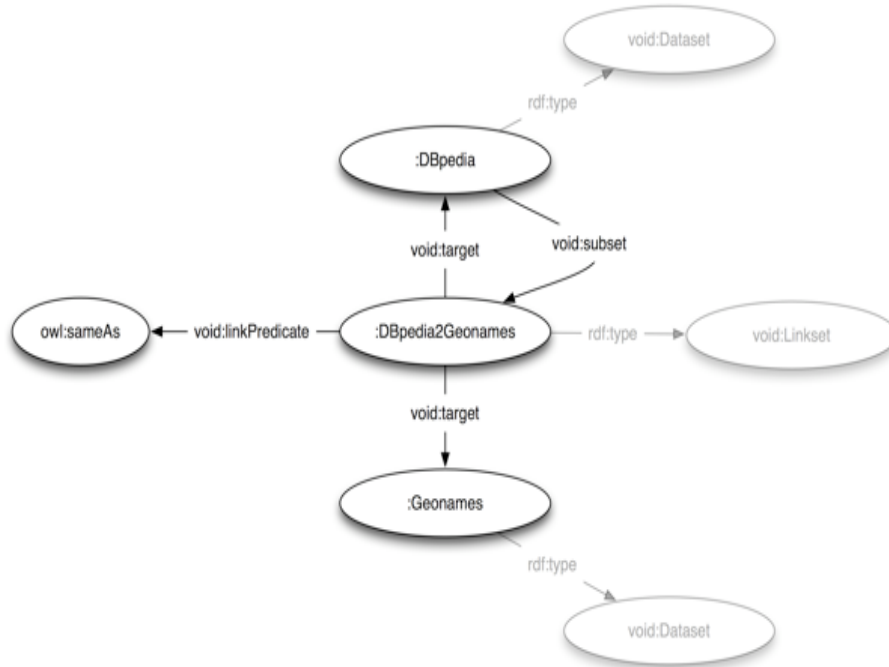 void:Dataset
rdf:type
:DBpedia
void:target
void:subset
owl:sameAs
void:linkPredicate
:DBpedia2Geonames
rdf:type
void:Linkset
void:target
:Geonames
rdf:type
void:Dataset